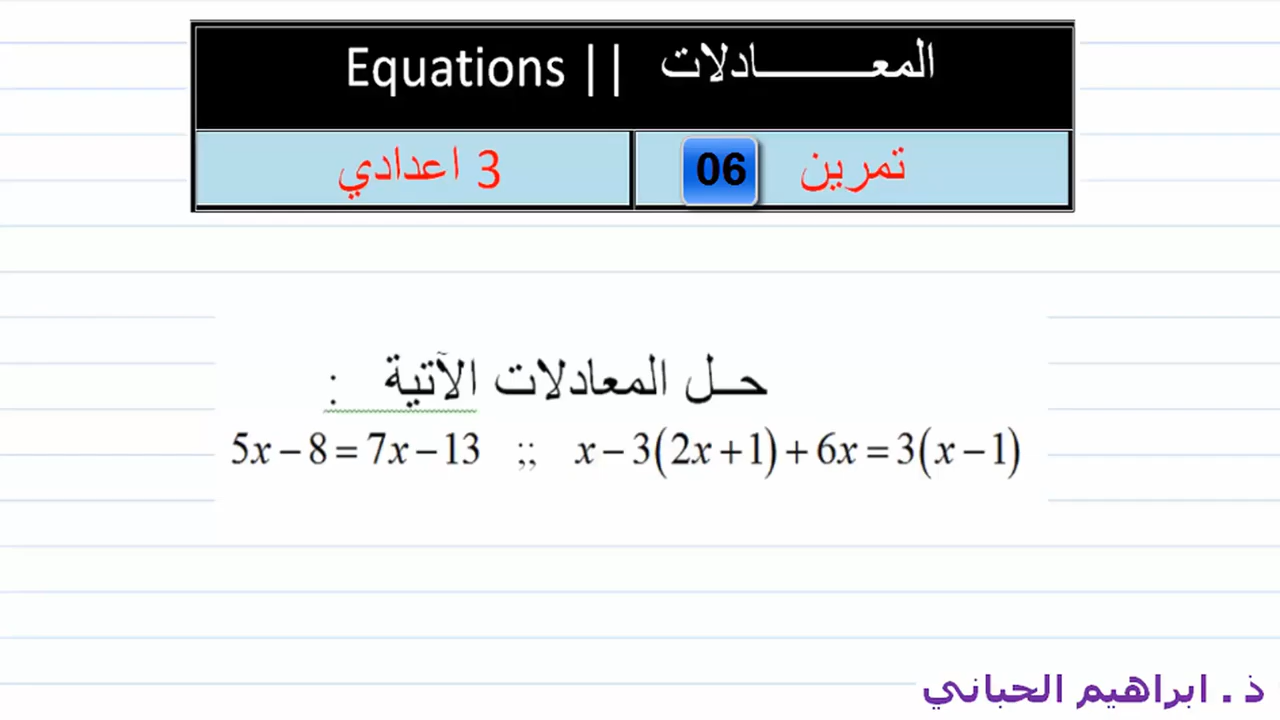 المعـــــــــادلات || Equations
تمرين 06
3 اعدادي
حــل المعادلات الآتية :
5x − 8 = 7x − 13 ;; x − 3(2x + 1) + 6x = 3(x − 1)
ذ . ابراهيم الحباني